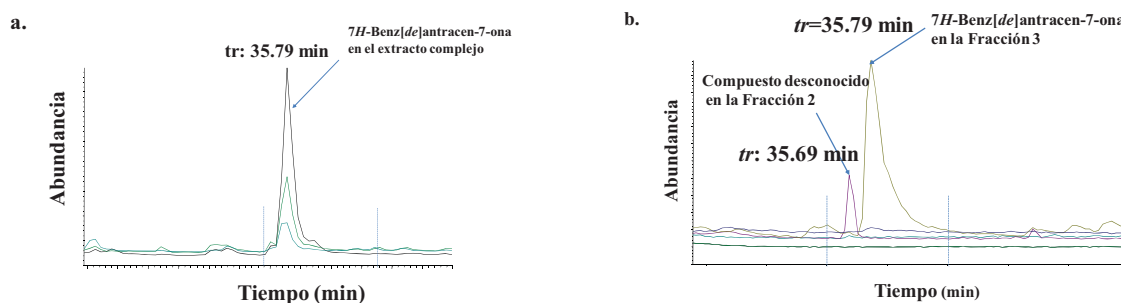 a.
7H-Benz[de]antracen-7-ona
en el extracto complejo
tr: 35.79 min
Abundancia
Tiempo (min)
b.
tr=35.79 min
7H-Benz[de]antracen-7-ona
en la Fracción 3
Compuesto desconocido
en la Fracción 2
tr: 35.69 min
Abundancia
Tiempo (min)